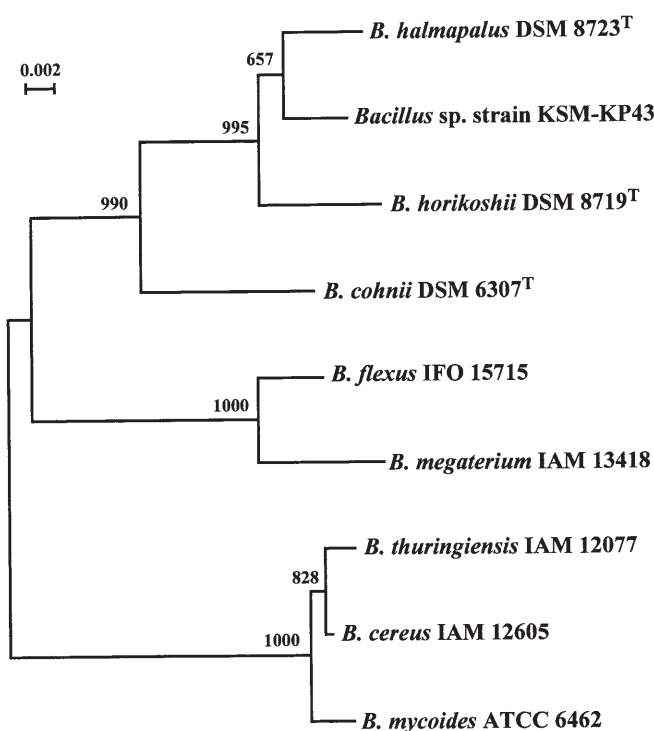 B. halmapalus DSM 8723T
0.002
657
Bacillus sp. strain KSM-KP43
995
B. horikoshii DSM 8719T
990
B. cohnii DSM 6307T
B. flexus IFO 15715
1000
B. megaterium IAM 13418
B. thuringiensis IAM 12077
828
B. cereus IAM 12605
1000
B. mycoides ATCC 6462